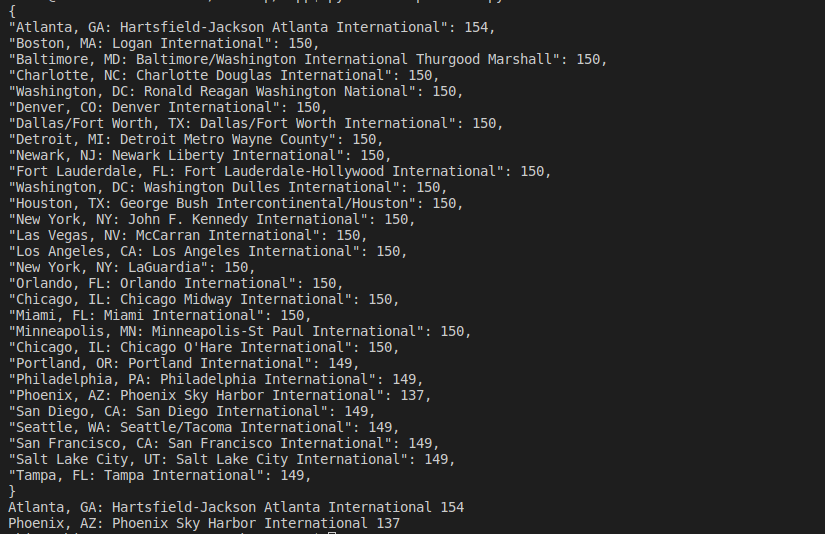 {
"Atlanta, GA: Hartsfield-Jackson Atlanta International": 154,
"Boston, MA: Logan International": 150,
"Baltimore, MD: Baltimore/Washington International Thurgood Marshall": 150,
"Charlotte, NC: Charlotte Douglas International": 150,
"Washington, DC: Ronald Reagan Washington National": 150,
"Denver, CO: Denver International": 150,
"Dallas/Fort Worth, TX: Dallas/Fort Worth International": 150,
"Detroit, MI: Detroit Metro Wayne County": 150,
"Newark, NJ: Newark Liberty International": 150,
"Fort Lauderdale, FL: Fort Lauderdale-Hollywood International": 150,
"Washington, DC: Washington Dulles International": 150,
"Houston, TX: George Bush Intercontinental/Houston": 150,
"New York, NY: John F. Kennedy International": 150,
"Las Vegas, NV: McCarran International": 150,
"Los Angeles, CA: Los Angeles International": 150,
"New York, NY: LaGuardia": 150,
"Orlando, FL: Orlando International": 150,
"Chicago, IL: Chicago Midway International": 150,
"Miami, FL: Miami International": 150,
"Minneapolis, MN: Minneapolis-St Paul International": 150,
"Chicago, IL: Chicago O'Hare International": 150,
"Portland, OR: Portland International": 149,
"Philadelphia, PA: Philadelphia International": 149,
"Phoenix, AZ: Phoenix Sky Harbor International": 137,
"San Diego, CA: San Diego International": 149,
"Seattle, WA: Seattle/Tacoma International": 149,
"San Francisco, CA: San Francisco International": 149,
"Salt Lake City, UT: Salt Lake City International": 149,
"Tampa, FL: Tampa International": 149,
}
Atlanta, GA: Hartsfield-Jackson Atlanta International 154
Phoenix, AZ: Phoenix Sky Harbor International 137